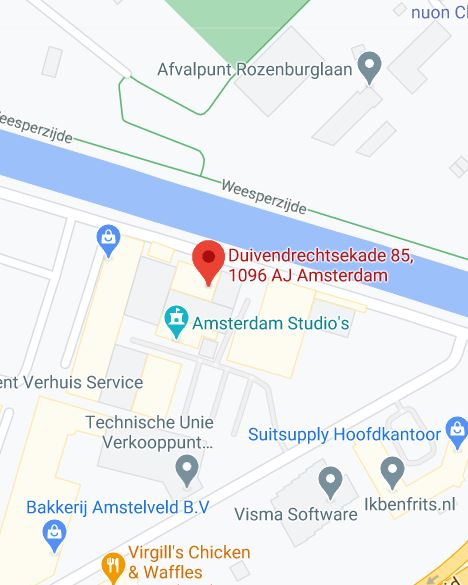 nuon C
Afvalpunt Rozenburglaan
eesperzijde
Weesperzijde
Duivendrechtsekade 85,
1096 AJ Amsterdam
Amsterdam Studio's
ent Verhuis Service
Technische Unie
Verkooppunt...
Suitsupply Hoofdkantoor
Ikbenfrits.nl
Visma Software
Bakkerij Amstelveld B.V
Virgill's Chicken
& Waffles